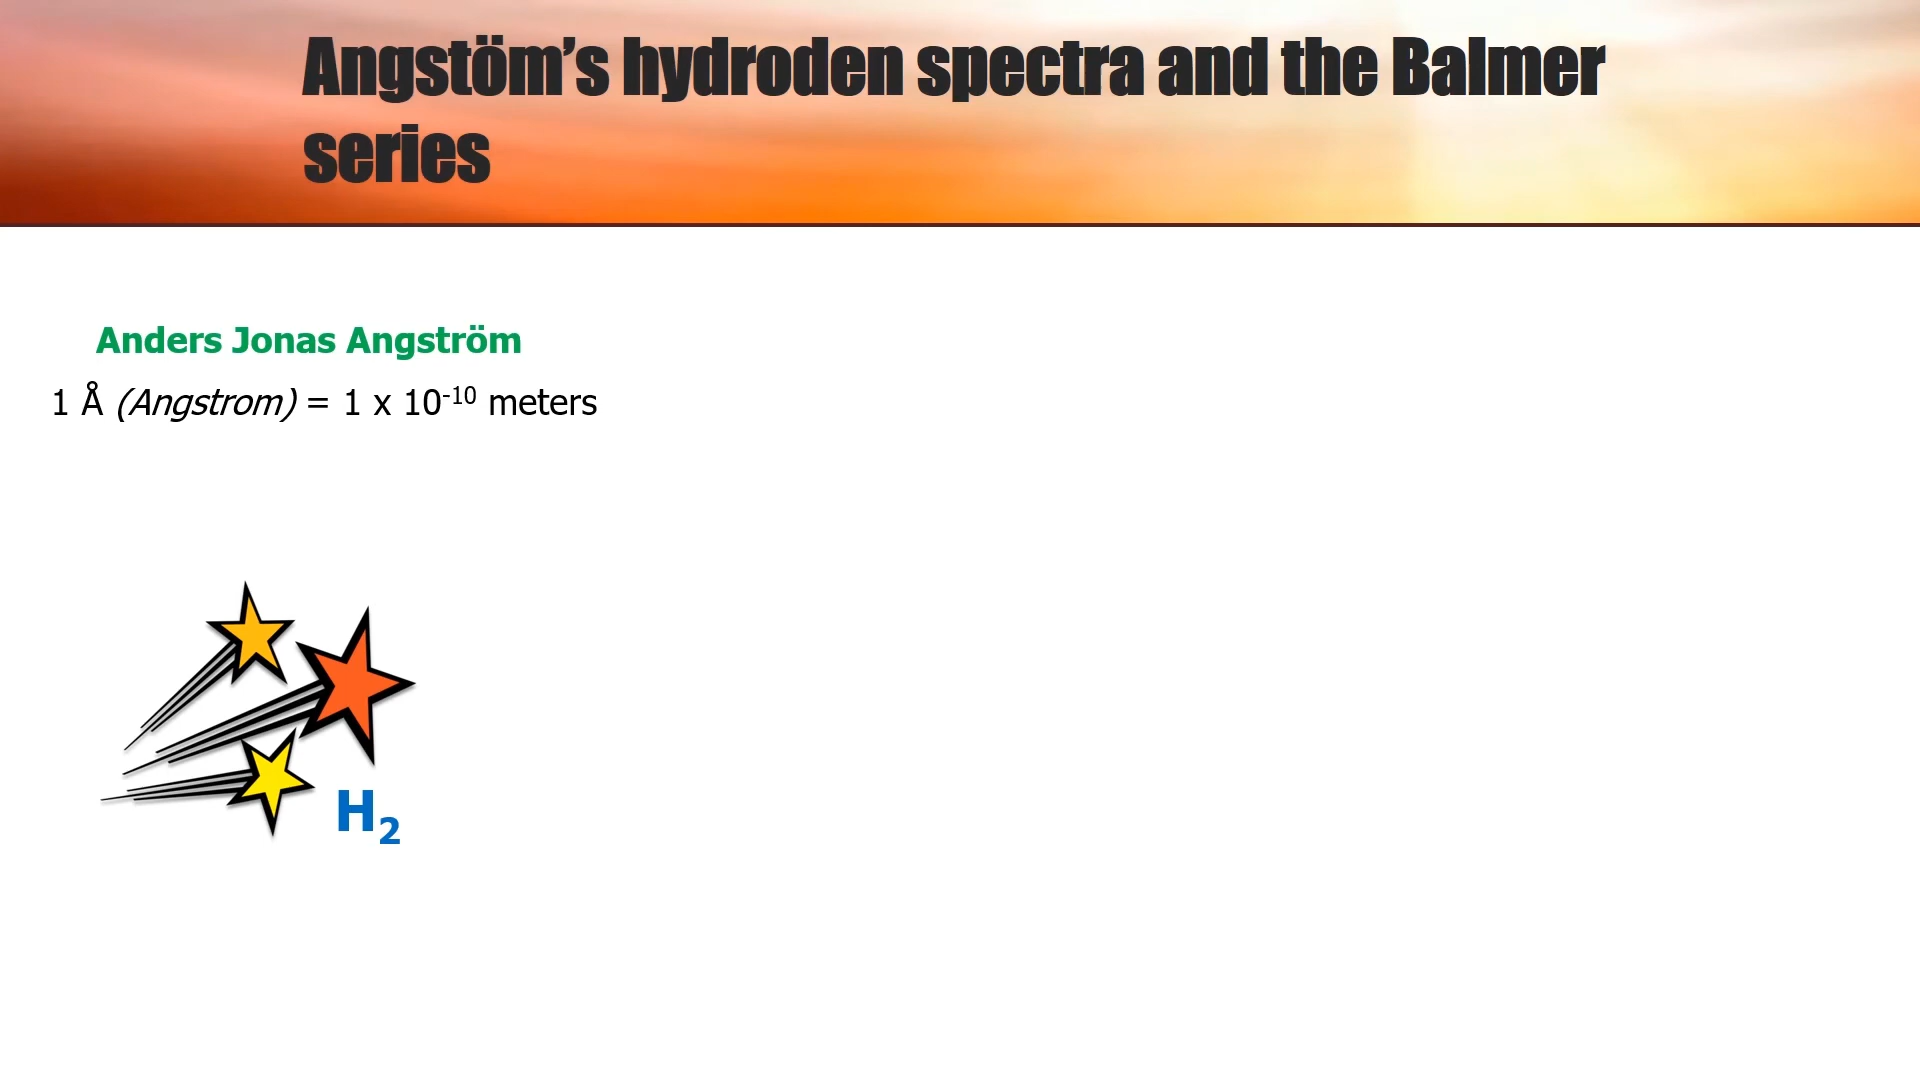 Angstöm’s hydroden spectra and the Balmer
series
Anders Jonas Angström
1 Å (Angstrom) = 1 x 10⁻¹⁰ meters
H₂